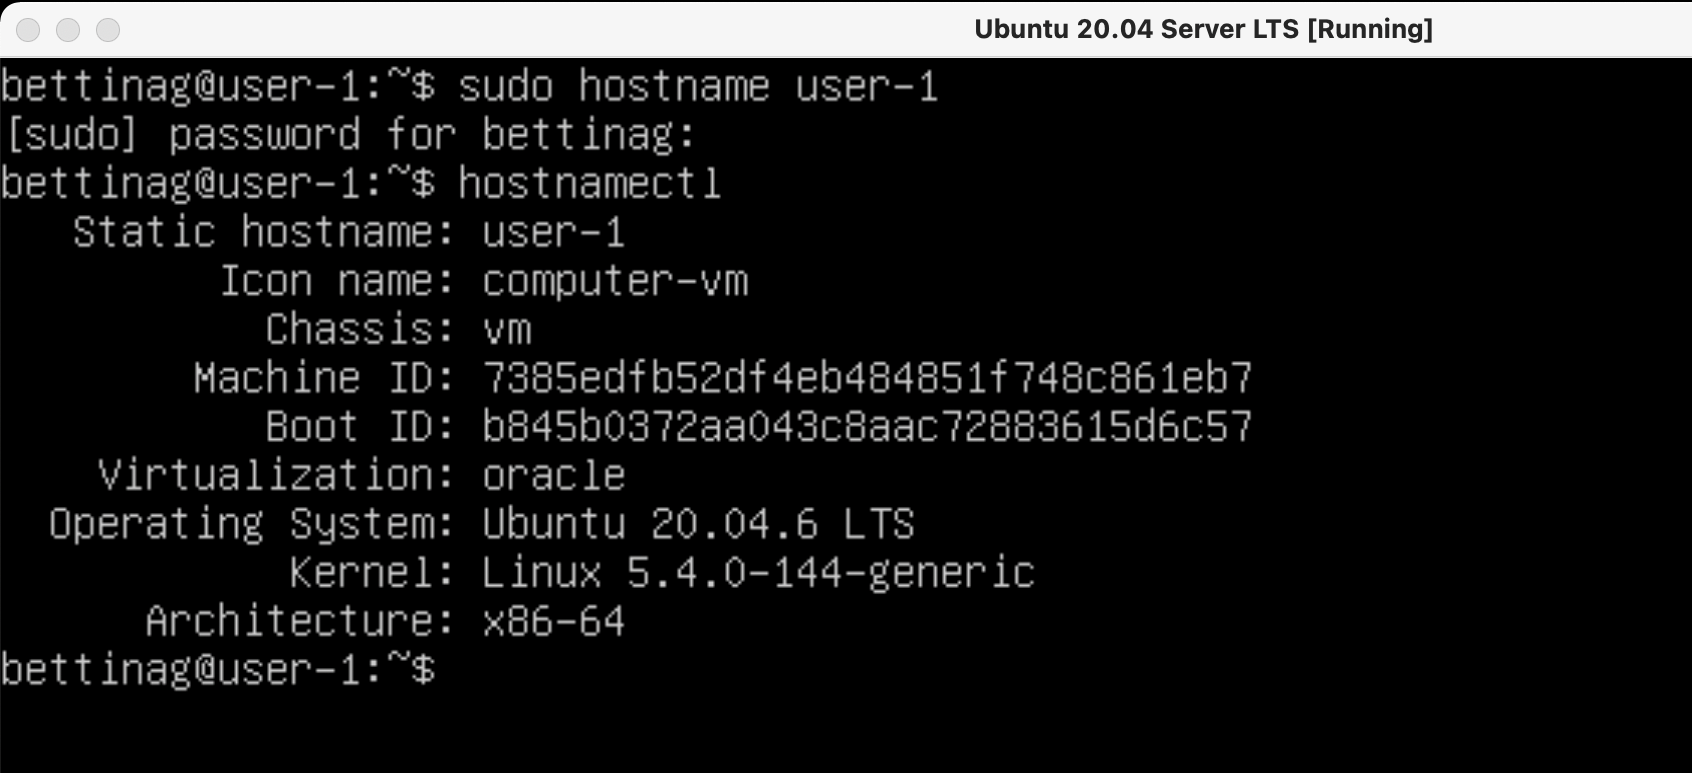 Ubuntu 20.04 Server LTS [Running]
bettinag@user-1:~$ sudo hostname user-1
[sudo] password for bettinag:
bettinag@user-1:~$ hostnamectl
Static hostname: user-1
Icon name: computer-vm
Chassis: vm
Machine ID: 7385edfb52df4eb484851f748c861eb7
Boot ID: b845b0372aa043c8aac72883615d6c57
Virtualization: oracle
Operating System: Ubuntu 20.04.6 LTS
Kernel: Linux 5.4.0-144-generic
Architecture: x86-64
bettinag@user-1:~$